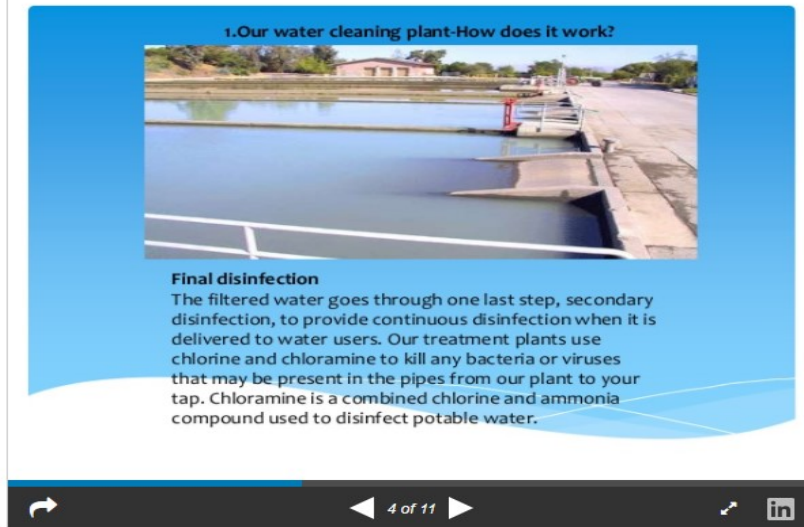 1.Our water cleaning plant-How does it work?
Final disinfection
The filtered water goes through one last step, secondary
disinfection, to provide continuous disinfection when it is
delivered to water users. Our treatment plants use
chlorine and chloramine to kill any bacteria or viruses
that may be present in the pipes from our plant to your
tap. Chloramine is a combined chlorine and ammonia
compound used to disinfect potable water.
4 of 11
in